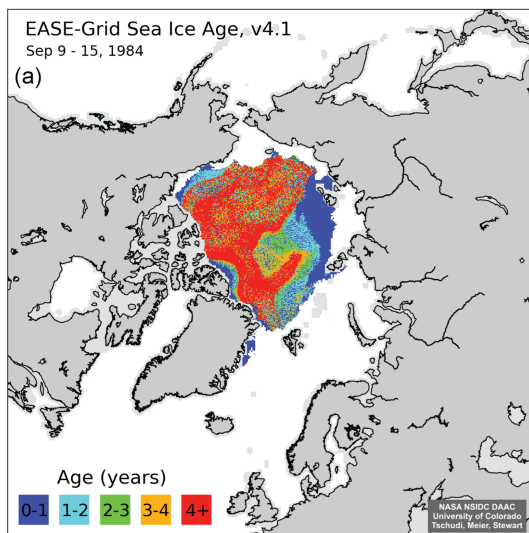 EASE-Grid Sea Ice Age, v4.1
Sep 9 - 15, 1984
(a)
Age (years)
0-1 1-2 2-3 3-4 4+
NASA NSIDC DAAC
University of Colorado
Tschudi, Meier, Stewart